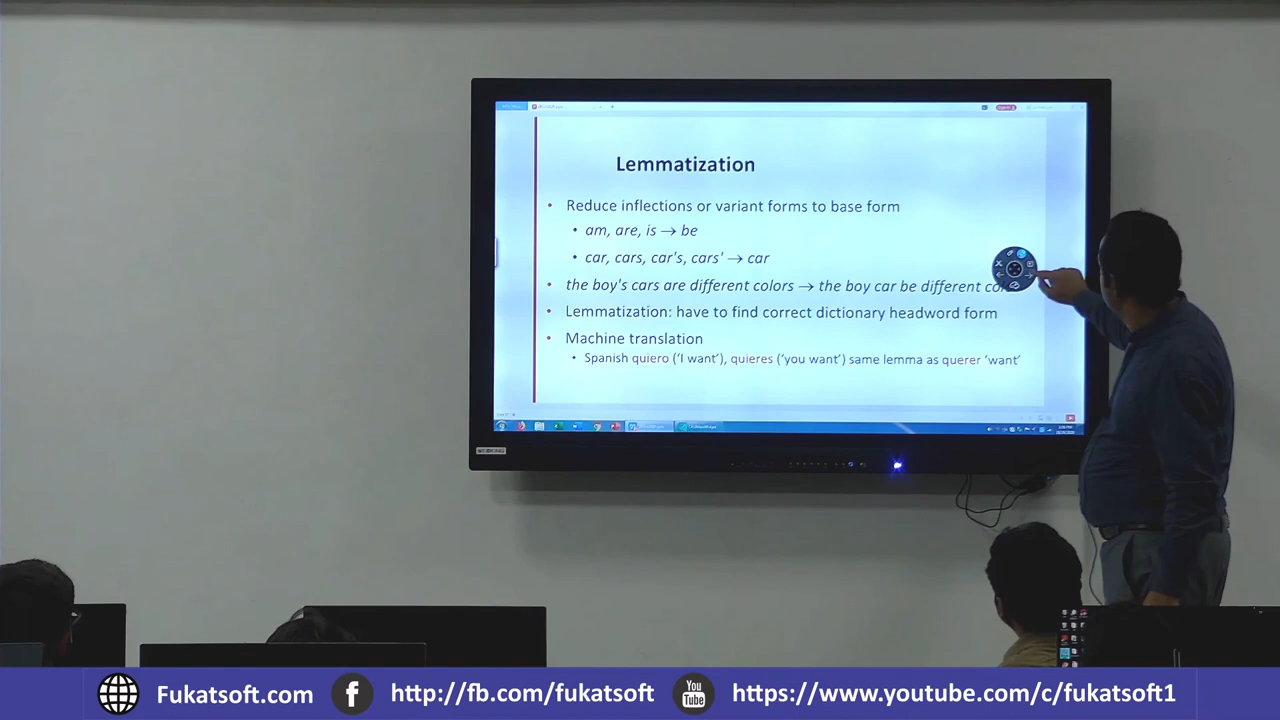 Lemmatization
• Reduce inflections or variant forms to base form
• am, are, is → be
• car, cars, car's, cars' → car
• the boy's cars are different colors → the boy car be different
• Lemmatization: have to find correct dictionary headword form
• Machine translation
• Spanish quiero (‘I want’), quieres (‘you want’) same lemma as querer ‘want’
Fukatsoft.com
http://fb.com/fukatsoft
You
Tube
https://www.youtube.com/c/fukatsoft1